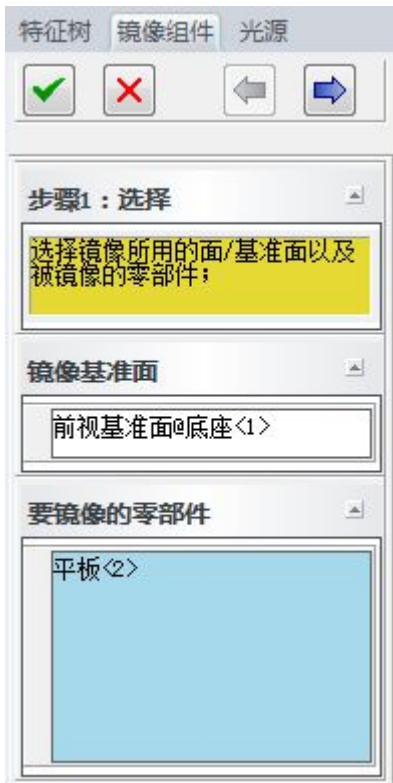 特征树 镜像组件 光源
步骤1：选择
选择镜像所用的面/基准面以及
被镜像的零部件；
镜像基准面
前视基准面@底座<1>
要镜像的零部件
平板<2>